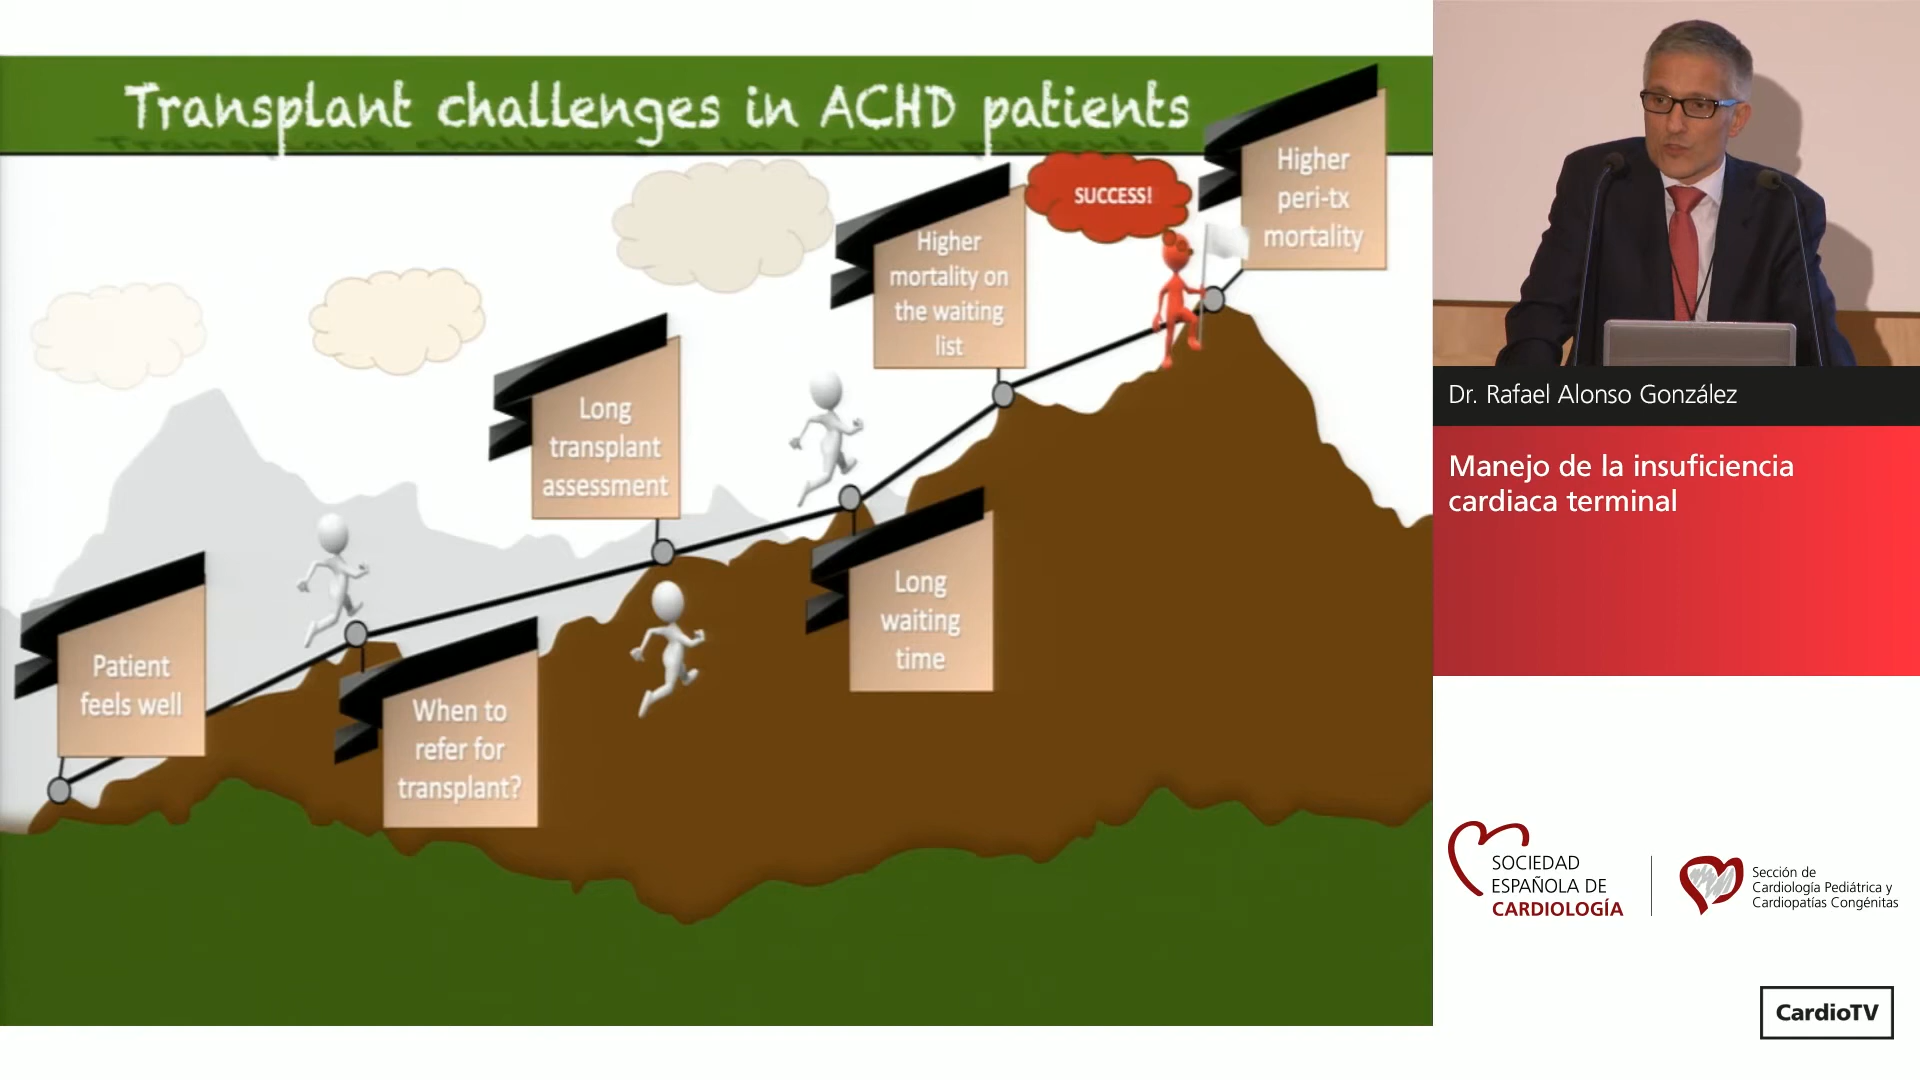 Transplant challenges in ACHD patients
Patient
feels well
When to
refer for
transplant?
Long
transplant
assessment
Long
waiting
time
Higher
mortality on
the waiting
list
SUCCESS!
Higher
peri-tx
mortality
Dr. Rafael Alonso González
Manejo de la insuficiencia
cardiaca terminal
SOCIEDAD
ESPAÑOLA DE
CARDIOLOGÍA
Sección de
Cardiología Pediátrica y
Cardiopatías Congénitas
CardioTV